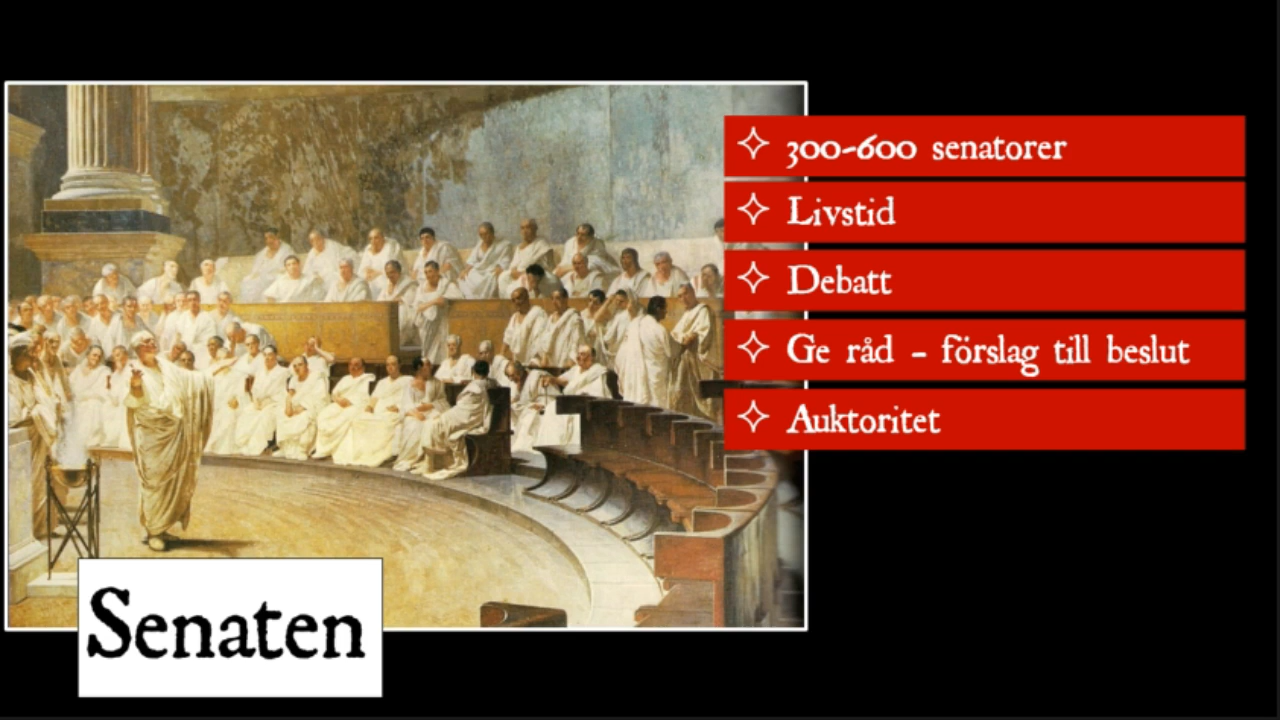 300-600 senatorer
Livstid
Debatt
Ge råd - förslag till beslut
Auktoritet
Senaten